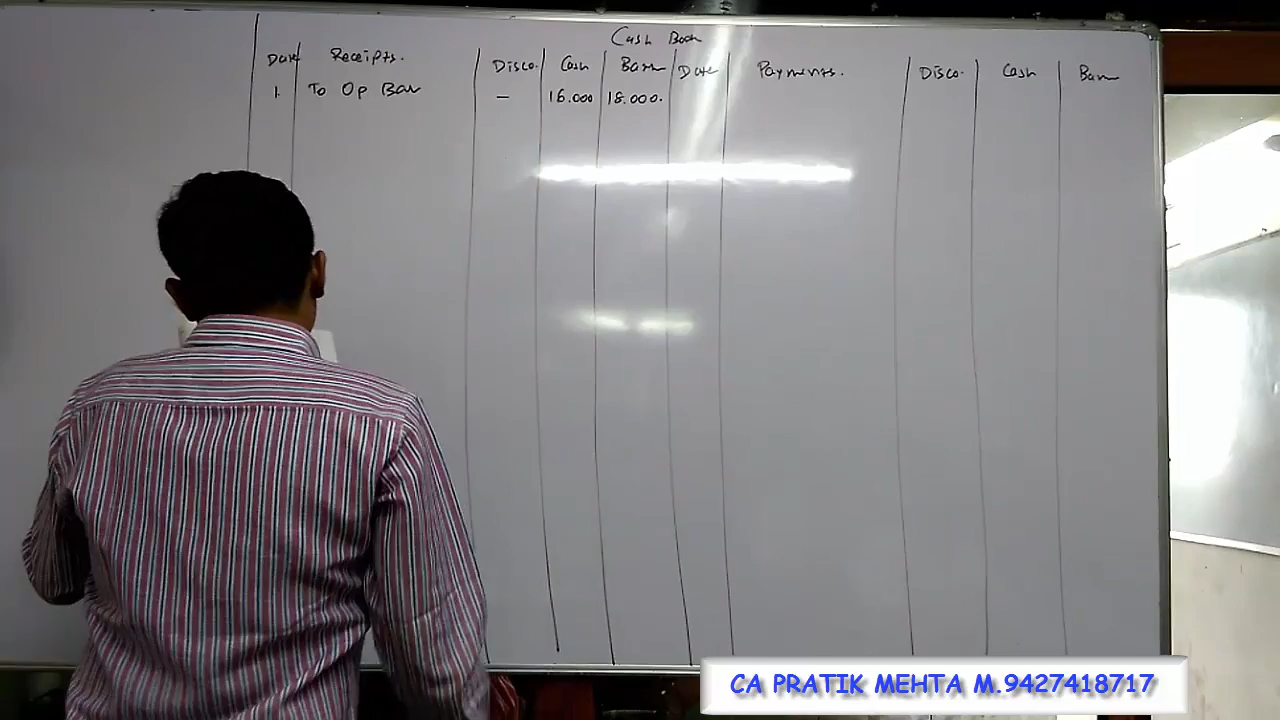 Cash Book
Date Receipts. Disco. Cash Bank Date Payments. Disco. Cash Bank
1. To Op Bal — 16.000 18.000.
CA PRATIK MEHTA M.9427418717